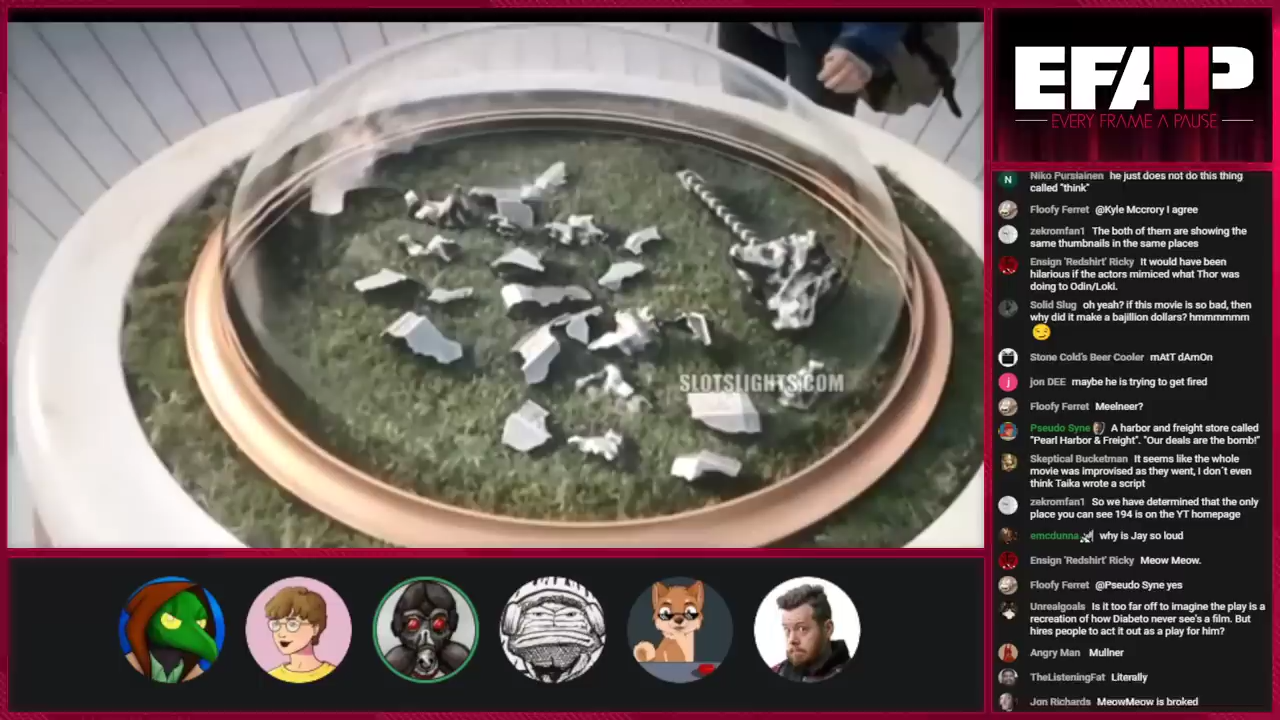 SLOTSLIGHTS.COM
EFAP
EVERY FRAME A PAUSE
N
Niko Pursiainen he just does not do this thing
called "think"
Floofy Ferret @Kyle Mccrory I agree
zekromfan1 The both of them are showing the
same thumbnails in the same places
Ensign 'Redshirt' Ricky It would have been
hilarious if the actors mimiced what Thor was
doing to Odin/Loki.
Solid Slug oh yeah? if this movie is so bad, then
why did it make a bajillion dollars? hmmmmmm
😏
Stone Cold's Beer Cooler mAtT dAmOn
j
jon DEE maybe he is trying to get fired
Floofy Ferret Meelneer?
Pseudo Syne A harbor and freight store called
"Pearl Harbor & Freight". "Our deals are the bomb!"
Skeptical Bucketman It seems like the whole
movie was improvised as they went, I don´t even
think Taika wrote a script
zekromfan1 So we have determined that the only
place you can see 194 is on the YT homepage
emcdunna why is Jay so loud
Ensign 'Redshirt' Ricky Meow Meow.
Floofy Ferret @Pseudo Syne yes
Unrealgoals Is it too far off to imagine the play is a
recreation of how Diabeto never see's a film. But
hires people to act it out as a play for him?
Angry Man Mullner
TheListeningFat Literally
Jon Richards MeowMeow is broked